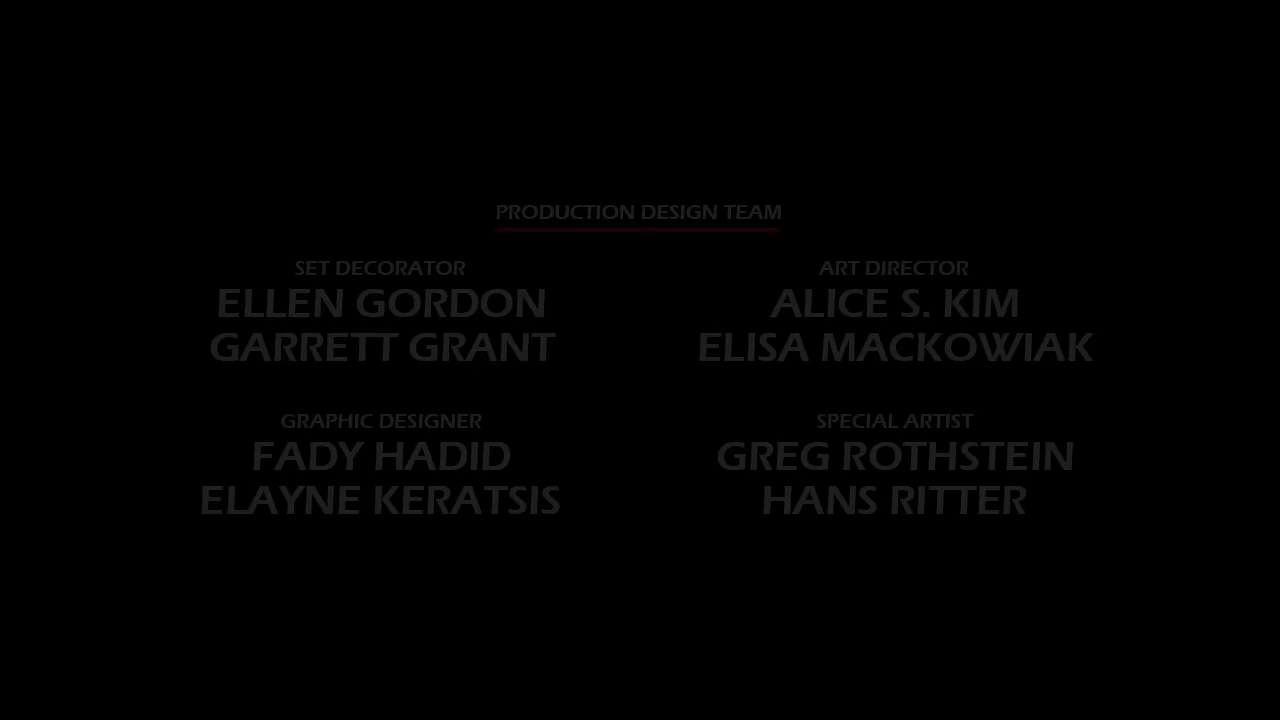 PRODUCTION DESIGN TEAM
SET DECORATOR
ELLEN GORDON
GARRETT GRANT
ART DIRECTOR
ALICE S. KIM
ELISA MACKOWIAK
GRAPHIC DESIGNER
FADY HADID
ELAYNE KERATSIS
SPECIAL ARTIST
GREG ROTHSTEIN
HANS RITTER